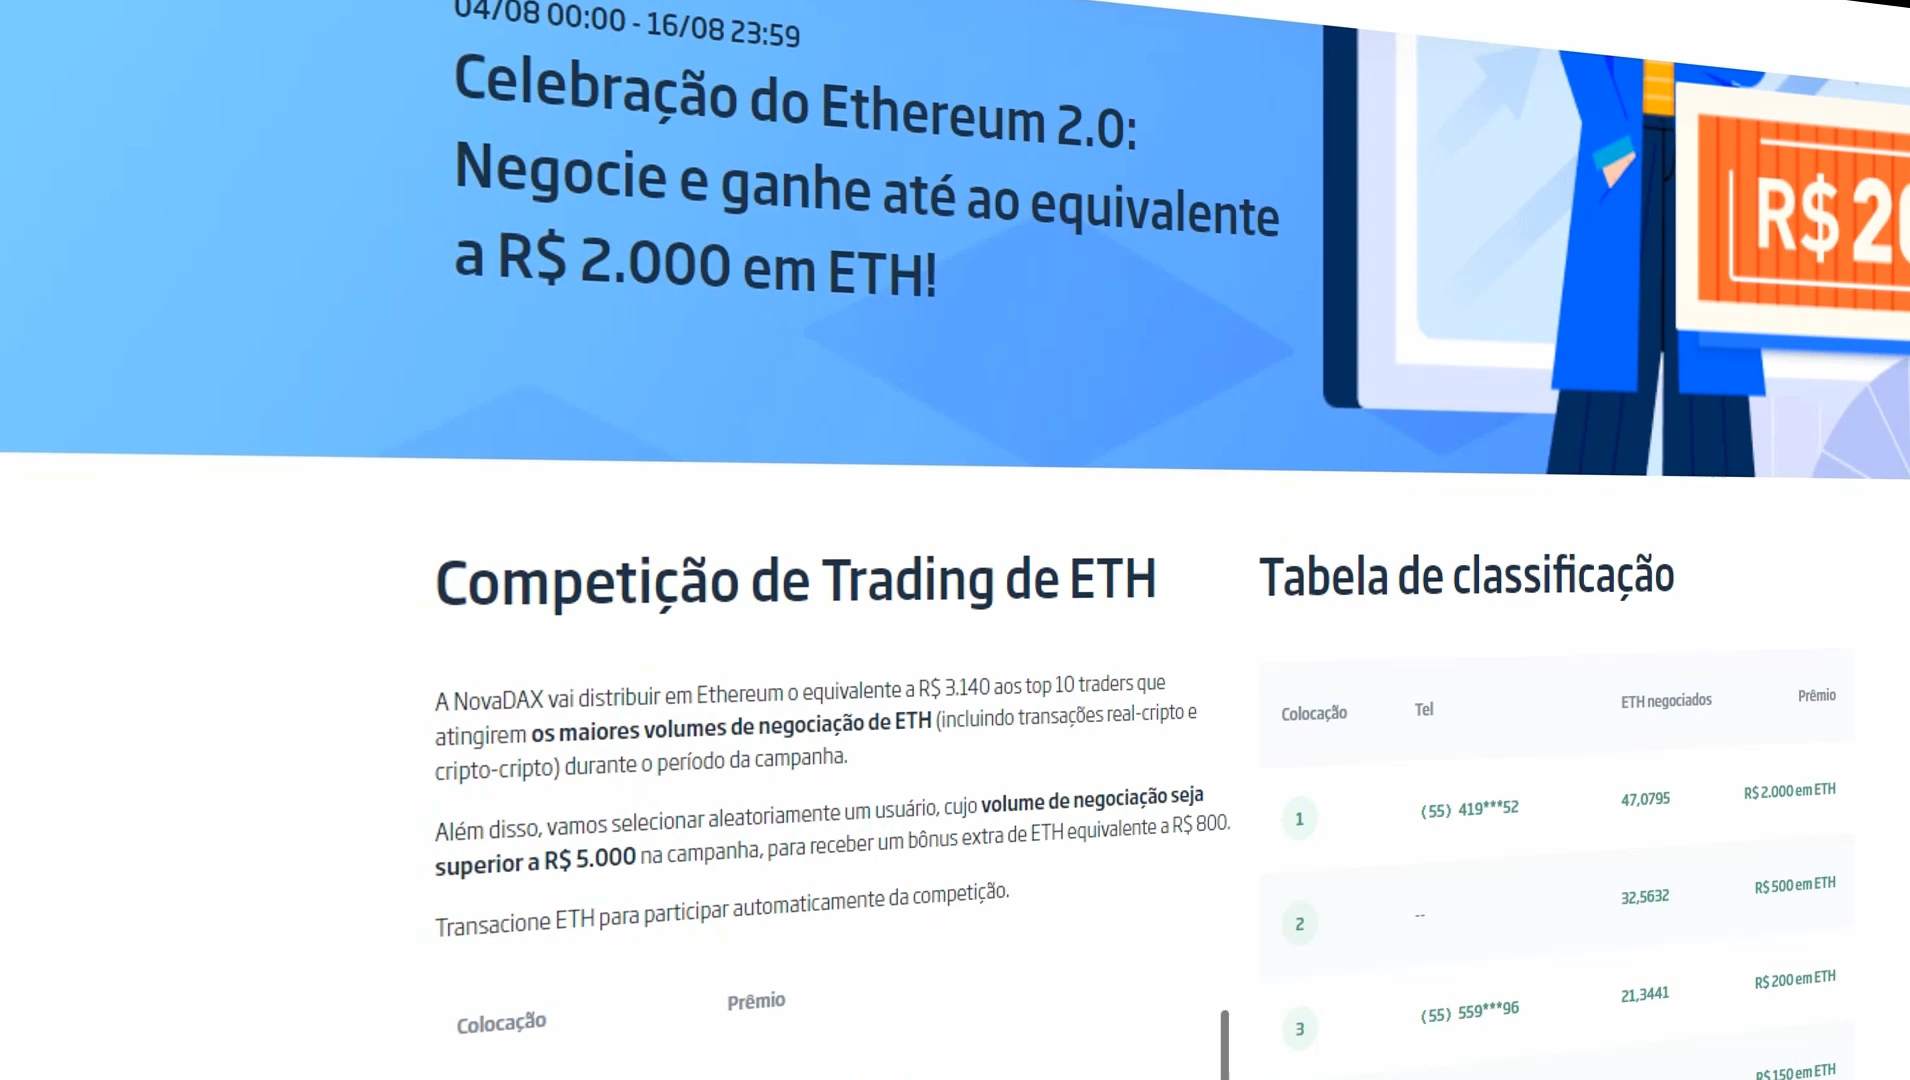 04/08 00:00 - 16/08 23:59
Celebração do Ethereum 2.0:
Negocie e ganhe até ao equivalente
a R$ 2.000 em ETH!
R$
Competição de Trading de ETH
A NovaDAX vai distribuir em Ethereum o equivalente a R$ 3.140 aos top 10 traders que
atingirem os maiores volumes de negociação de ETH (incluindo transações real-cripto e
cripto-cripto) durante o período da campanha.
Além disso, vamos selecionar aleatoriamente um usuário, cujo volume de negociação seja
superior a R$ 5.000 na campanha, para receber um bônus extra de ETH equivalente a R$ 800.
Transacione ETH para participar automaticamente da competição.
Colocação Prêmio
Tabela de classificação
Colocação Tel ETH negociados Prêmio
1 (55) 419***52 47,0795 R$ 2.000 em ETH
2 -- 32,5632 R$ 500 em ETH
3 (55) 559***96 21,3441 R$ 200 em ETH
R$ 150 em ETH